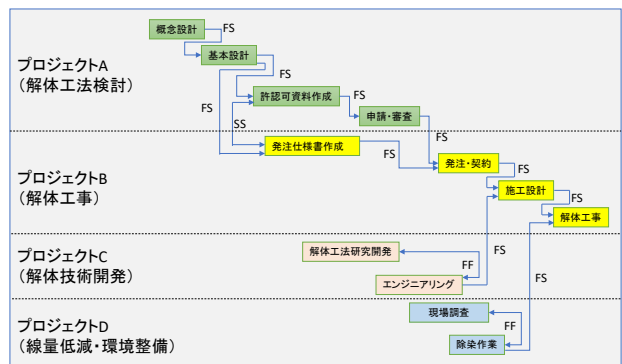 概念設計
FS
プロジェクトA
(解体工法検討)
基本設計
FS
許認可資料作成
FS
FS
申請・審査
SS
FS
プロジェクトB
(解体工事)
発注仕様書作成
FS
発注・契約
FS
施工設計
FS
解体工事
プロジェクトC
(解体技術開発)
解体工法研究開発
FS
FF
エンジニアリング
FS
プロジェクトD
(線量低減・環境整備)
現場調査
FF
除染作業